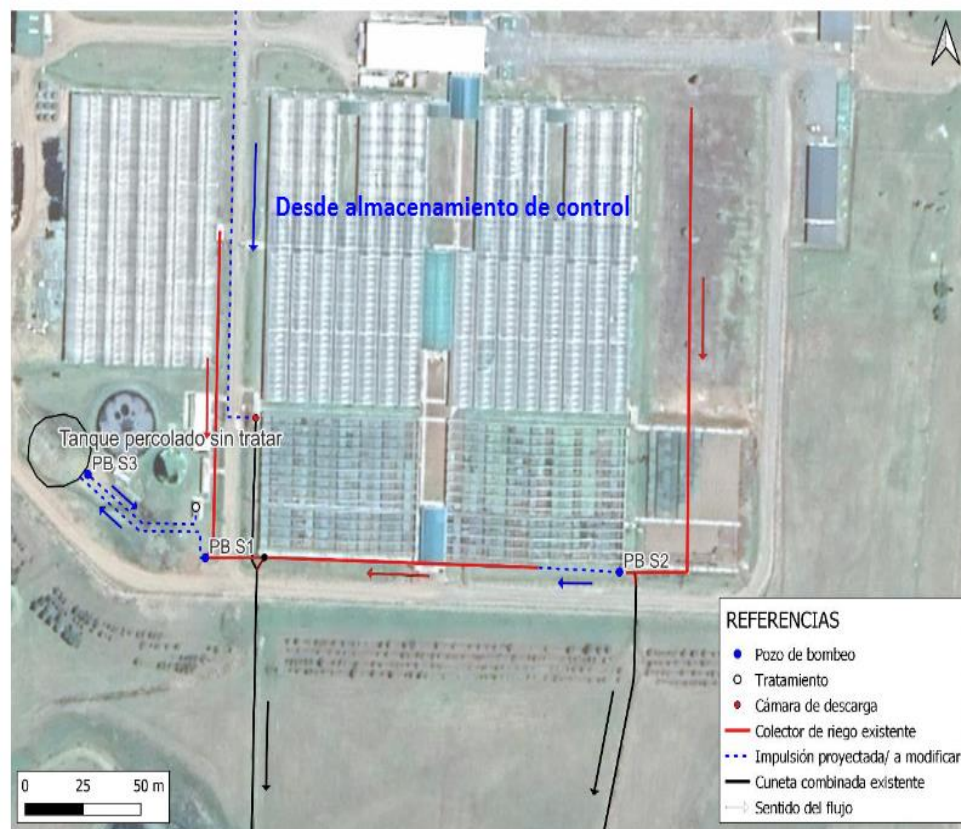 Desde almacenamiento de control
Tanque percolado sin tratar
PB S3
PB S1
PB S2
REFERENCIAS
Pozo de bombeo
Tratamiento
Cámara de descarga
Colector de riego existente
Impulsión proyectada/ a modificar
Cuneta combinada existente
Sentido del flujo
0 25 50 m